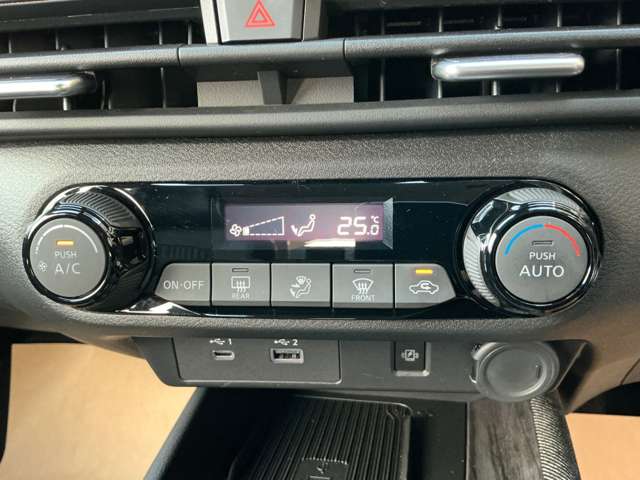 25.0
°C
PUSH
A/C
ON·OFF
REAR
FRONT
PUSH
AUTO
1
2